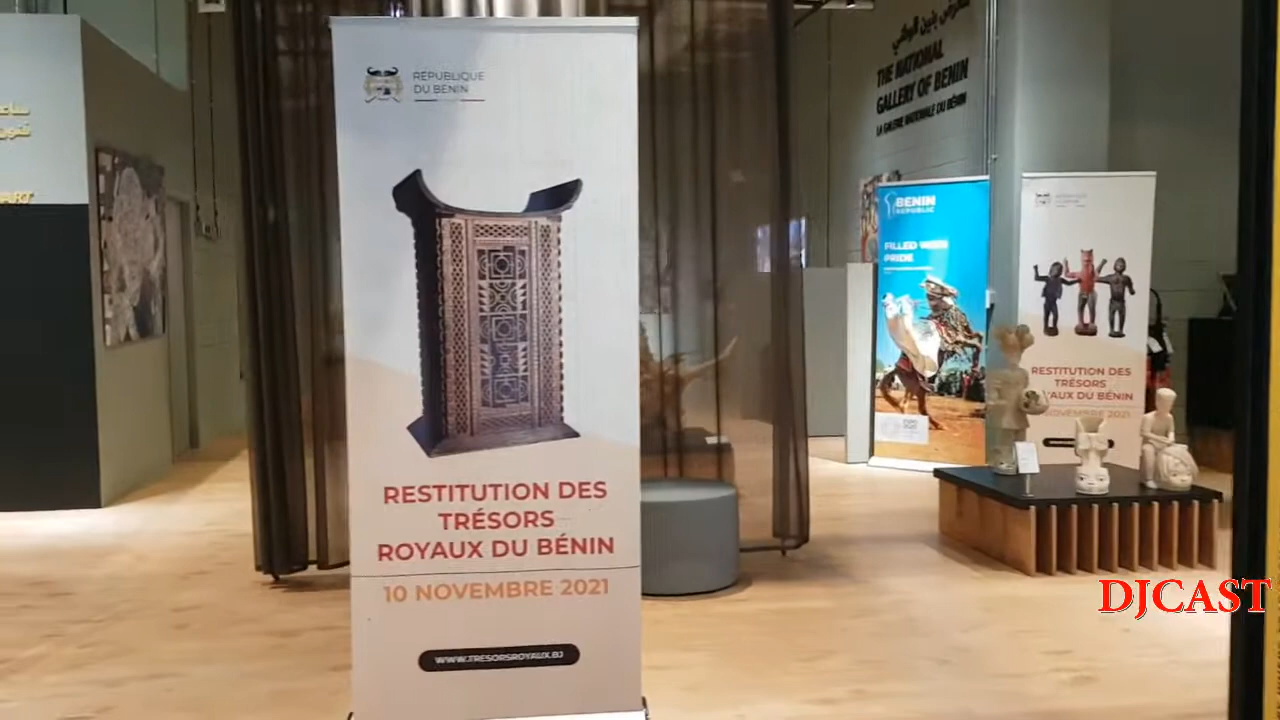 RÉPUBLIQUE
DU BÉNIN
RESTITUTION DES
TRÉSORS
ROYAUX DU BÉNIN
10 NOVEMBRE 2021
WWW.TRESORSROYAUX.BJ
THE NATIONAL
GALLERY OF BENIN
LA GALERIE NATIONALE DU BÉNIN
BENIN
REPUBLIC
FILLED WITH
PRIDE
RESTITUTION DES
TRÉSORS
DU BÉNIN
NOVEMBRE 2021
ART
DJCAST